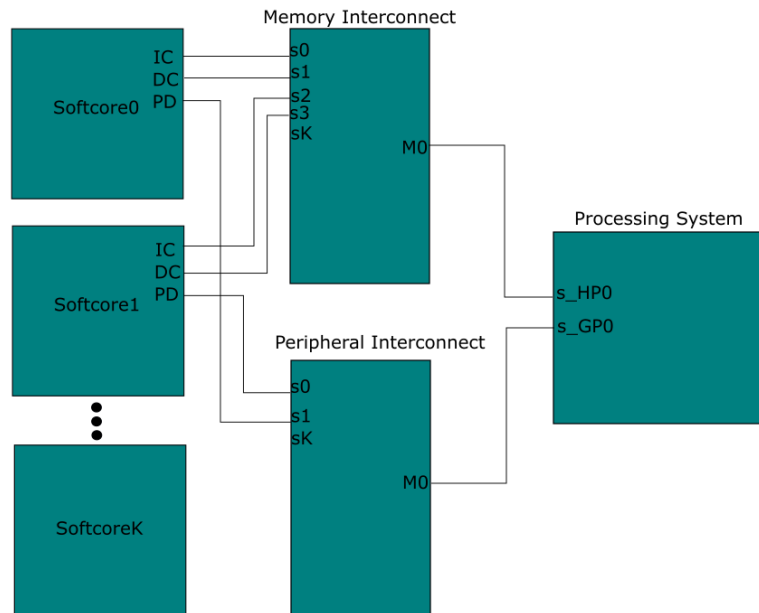 Memory Interconnect
IC
DC
PD
Softcore0
s0
s1
s2
s3
sK
M0
Processing System
IC
DC
PD
Softcore1
s_HP0
s_GP0
Peripheral Interconnect
s0
s1
sK
M0
SoftcoreK